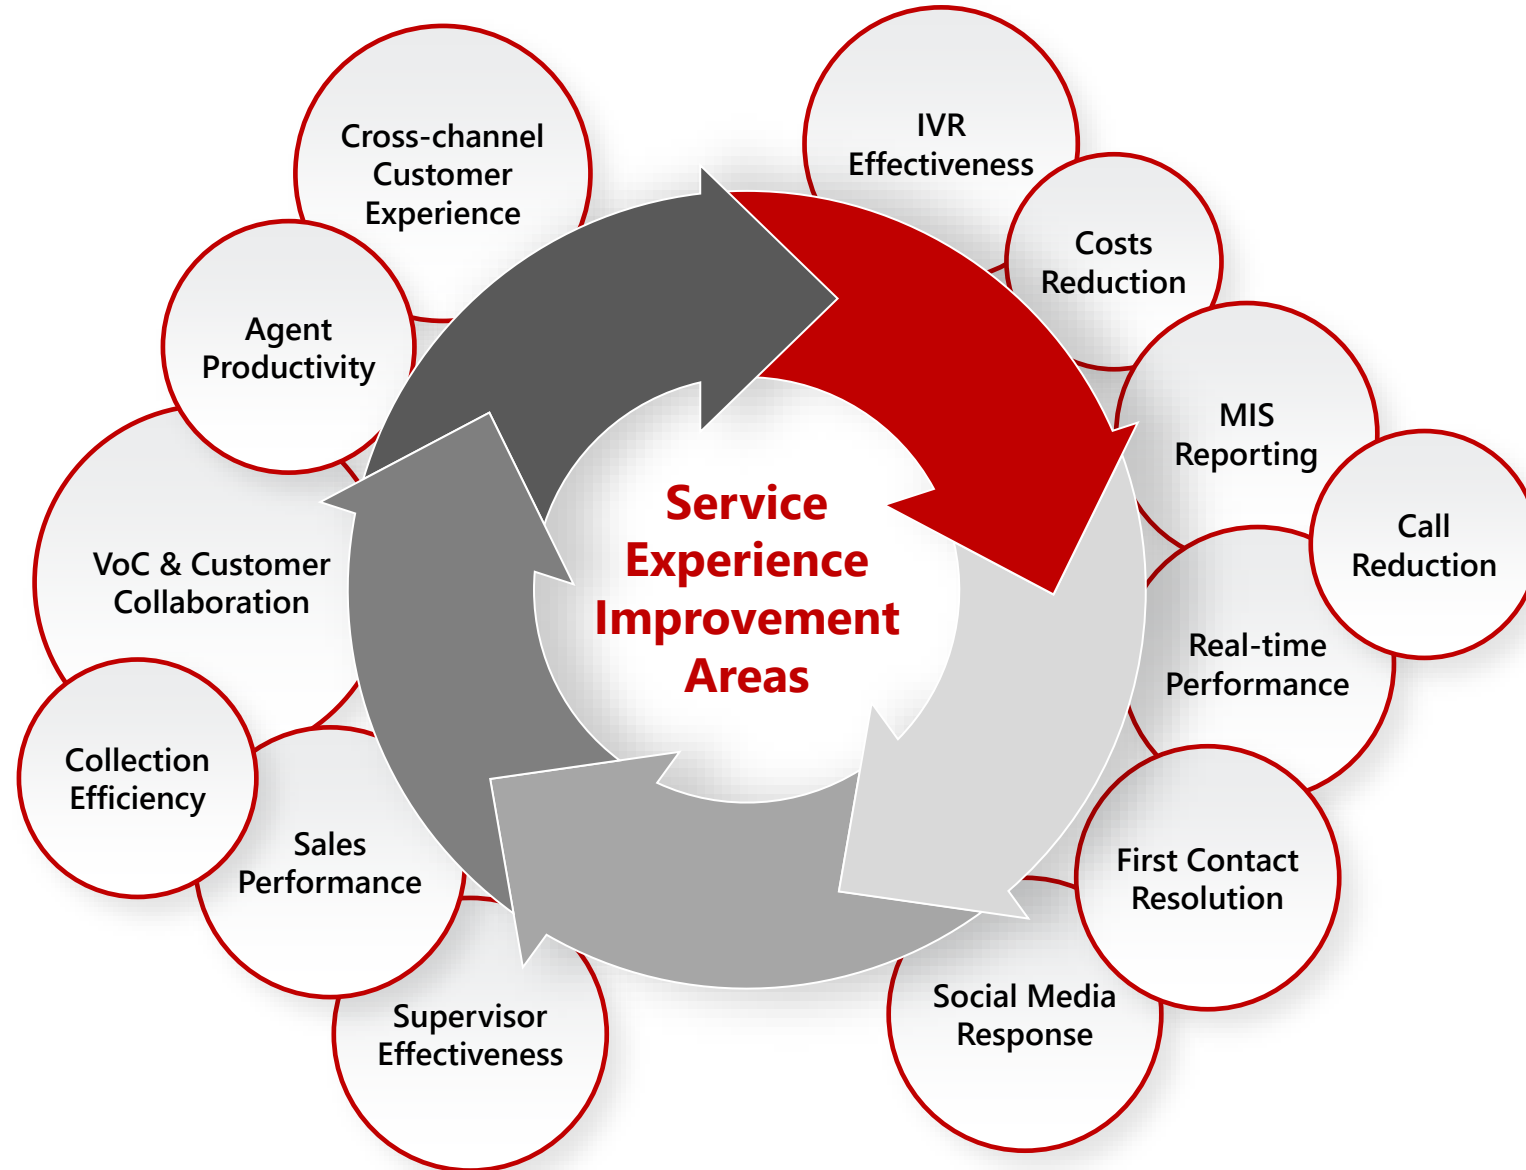 Cross-channel
Customer
Experience
IVR
Effectiveness
Costs
Reduction
Agent
Productivity
MIS
Reporting
Call
Reduction
Service
Experience
Improvement
Areas
VoC & Customer
Collaboration
Real-time
Performance
Collection
Efficiency
Sales
Performance
First Contact
Resolution
Supervisor
Effectiveness
Social Media
Response